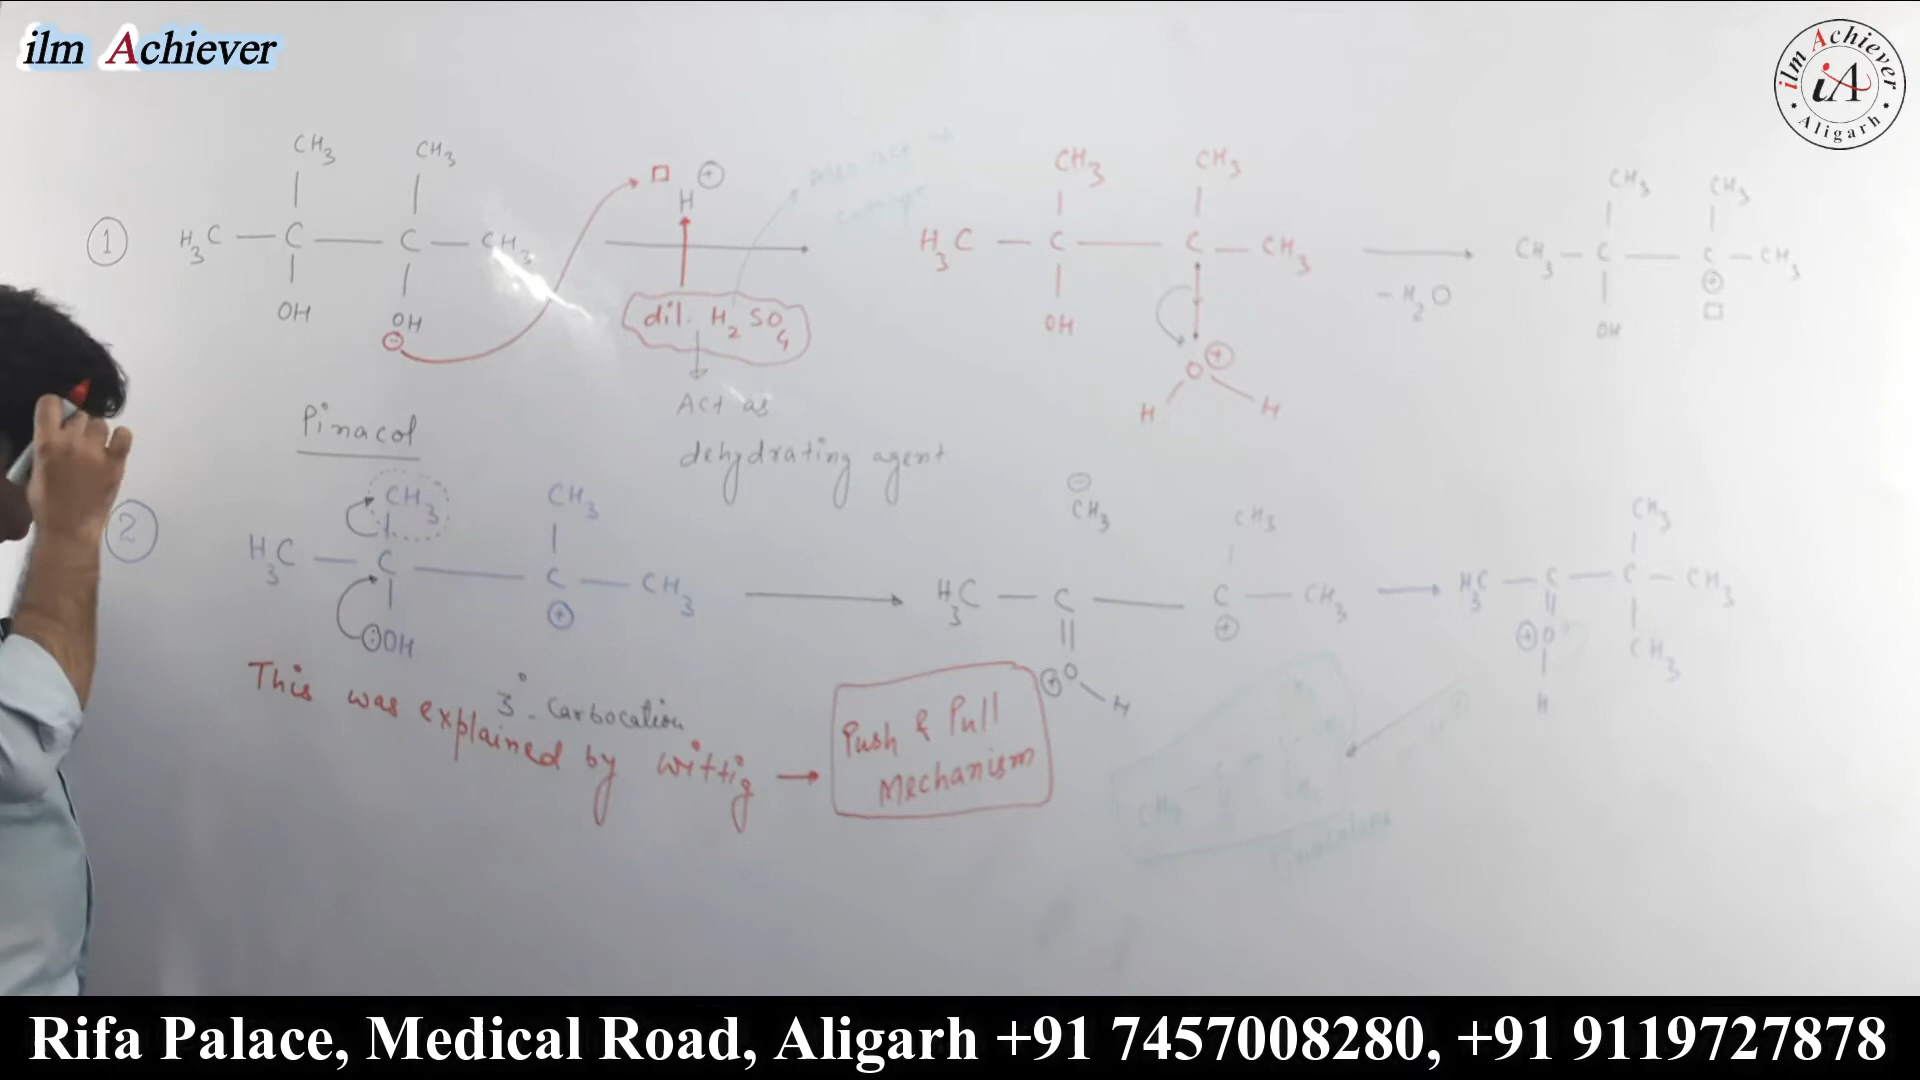 ilm Achiever
ilm Achiever
iA
Aligarh
CH3 CH3
1 H3C — C — C — CH3
OH OH
Pinacol
□ H ⊕
dil. H2SO4
Act as
dehydrating agent
CH3 CH3
H3C — C — C — CH3
OH O ⊕
H H
- H2O
CH3 CH3
CH3 — C — C — CH3
OH ⊕
□
2
CH3 CH3
H3C — C — C — CH3
OH ⊕
3° - Carbocation
⊖
CH3 CH3
H3C — C — C — CH3
⊕ O H ⊕
CH3
H3C — C — C — CH3
⊕ O CH3
H
This was explained by wittig →
Push & Pull
Mechanism
Rifa Palace, Medical Road, Aligarh +91 7457008280, +91 9119727878